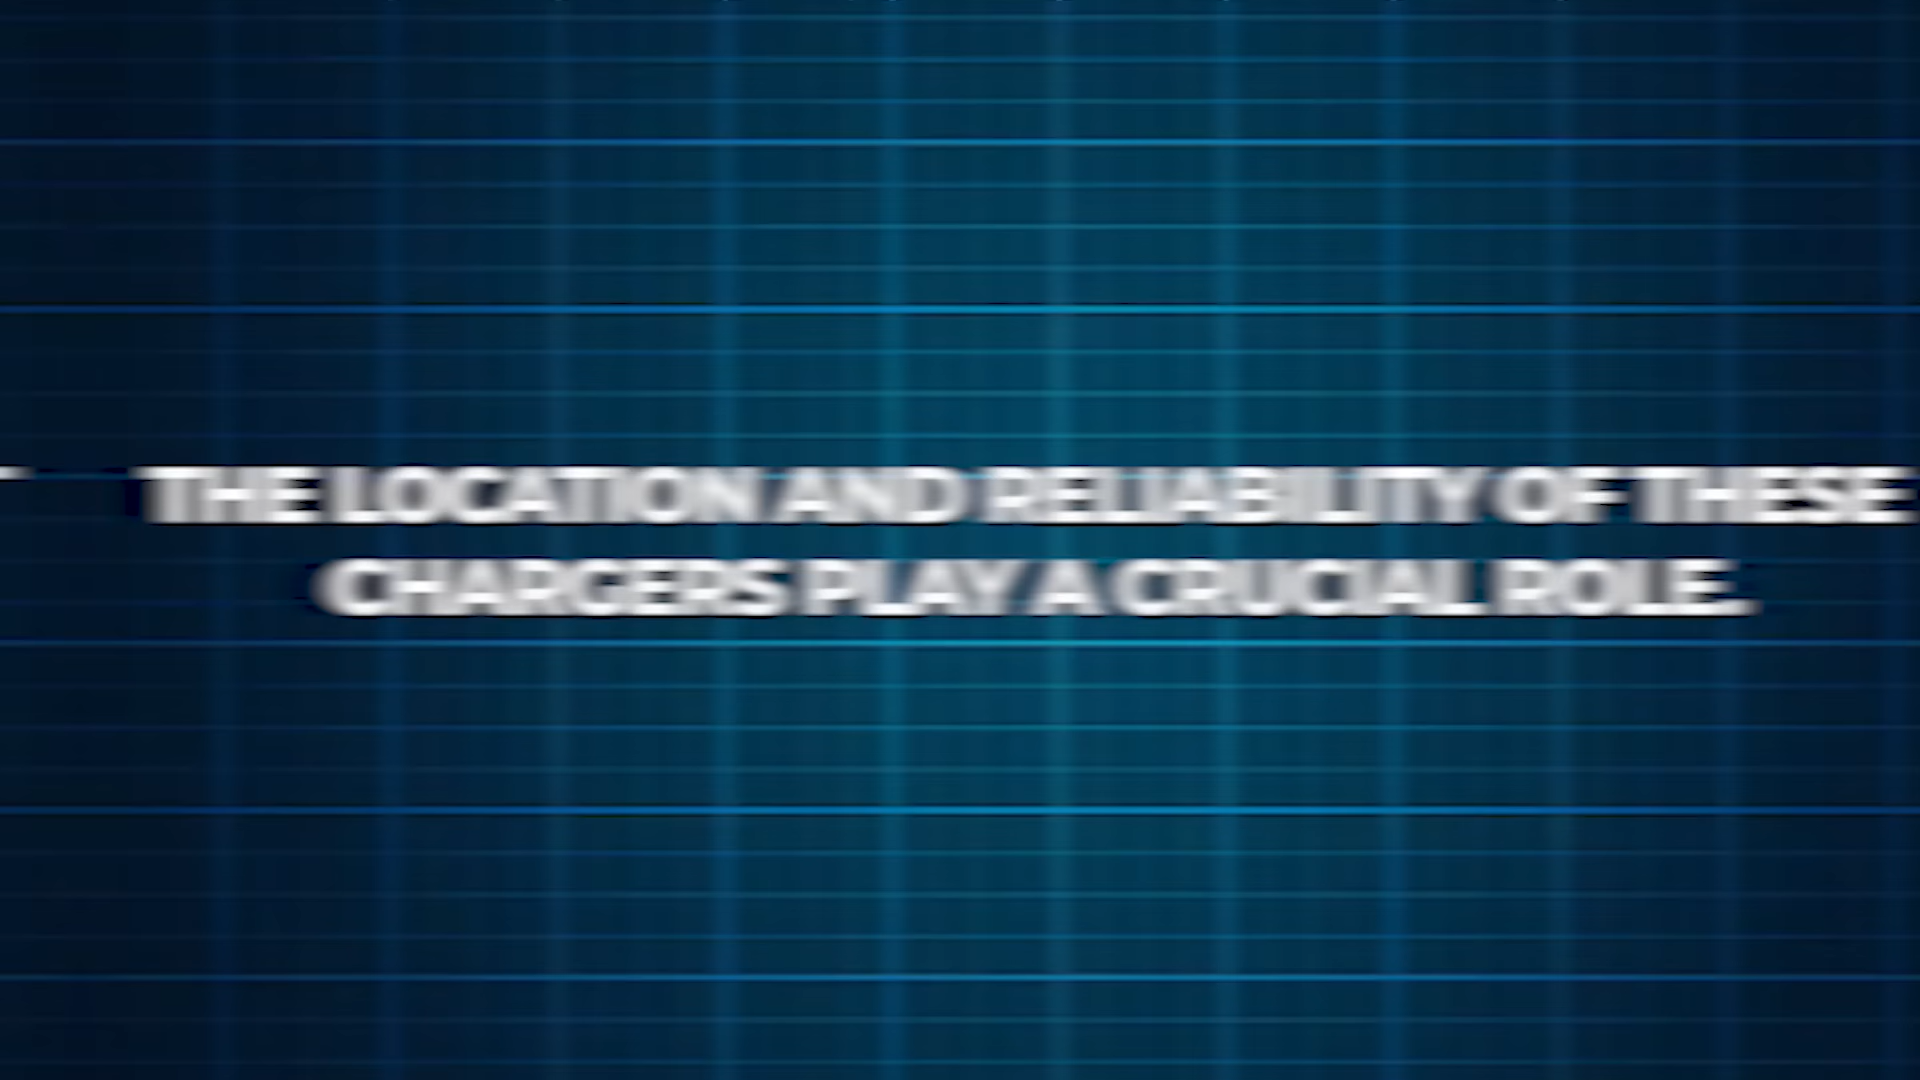 THE LOCATION AND RELIABILITY OF THESE
CHARGERS PLAY A CRUCIAL ROLE.